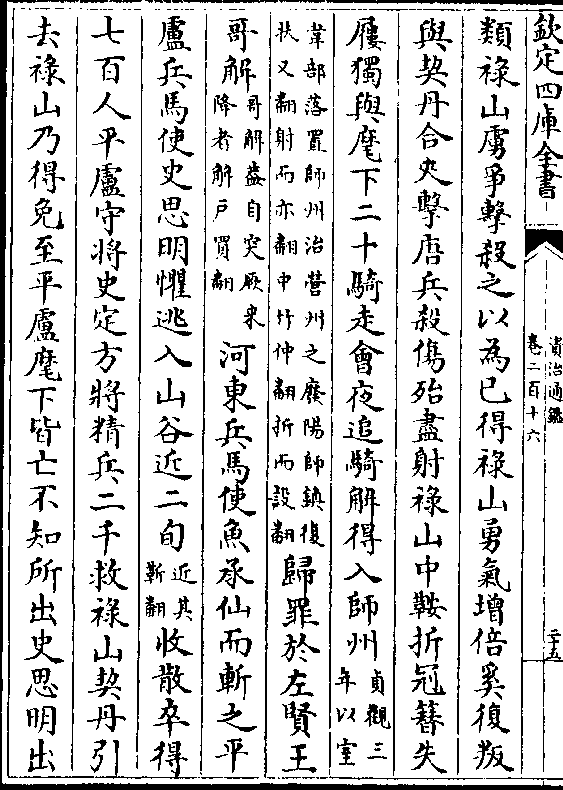 欽定四庫全書
資治通鑑
卷二百十六
二十五
類祿山虜爭擊殺之以為已得祿山勇氣增倍奚復叛
與契丹合夾擊唐兵殺傷殆盡射祿山中鞍折冠簪失
屨獨與麾下二十騎走會夜追騎解得入師州
貞觀三年以室
韋部落置師州治營州之廢陽師鎮復
扶又翻射而亦翻中竹仲翻折而設翻
歸罪於左賢王
哥解
哥解蓋自突厥來
降者解戶買翻
河東兵馬使魚承仙而斬之平
盧兵馬使史思明懼逃入山谷近二旬
近其
靳翻
收散卒得
七百人平盧守將史定方將精兵二千救祿山契丹引
去祿山乃得免至平盧麾下皆亡不知所出史思明出